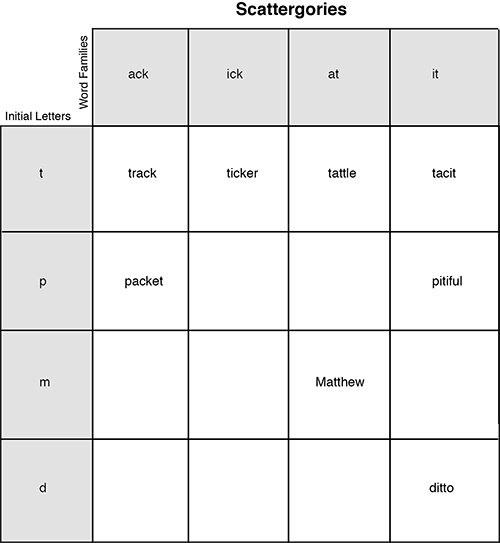 Scattergories
Word Families
ack ick at it
Initial Letters
t track ticker tattle tacit
p packet pitiful
m Matthew
d ditto